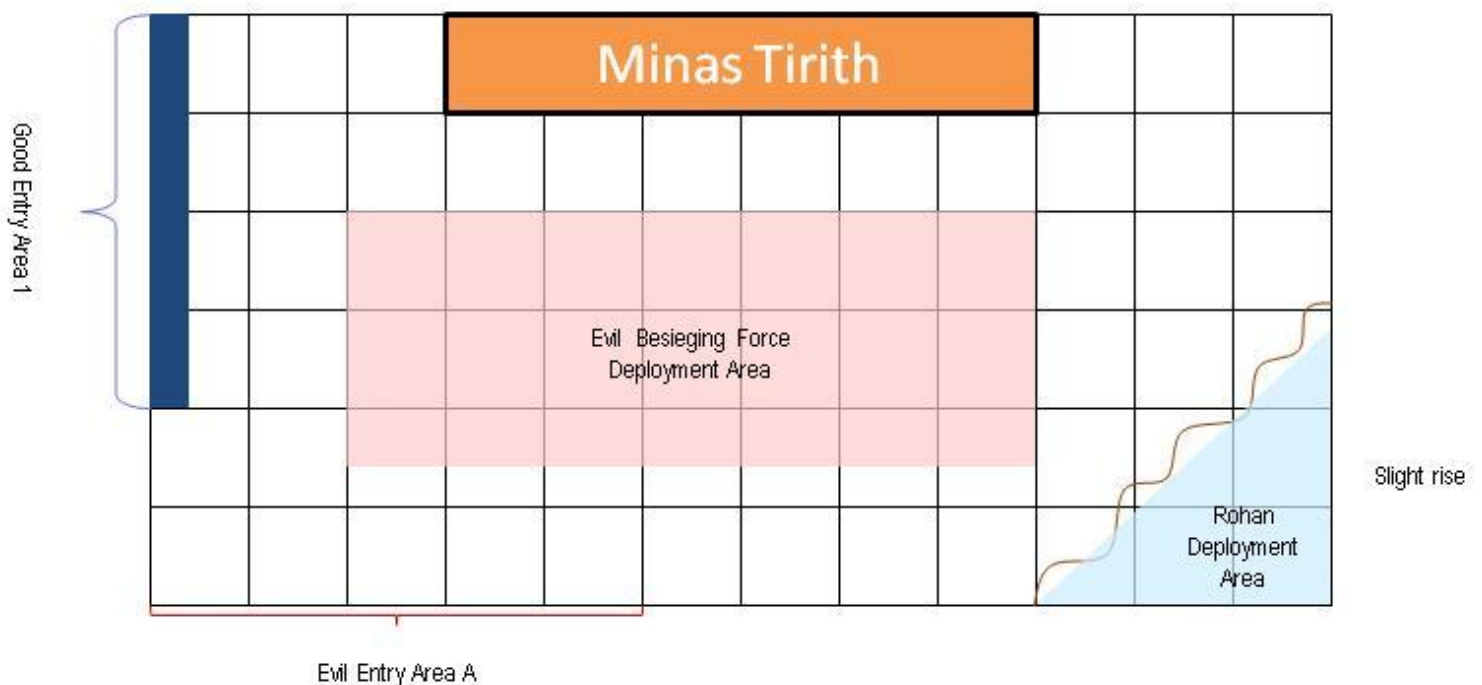 Minas Tirith
Good Entry Area 1
Evil Besieging Force
Deployment Area
Slight rise
Rohan
Deployment
Area
Evil Entry Area A